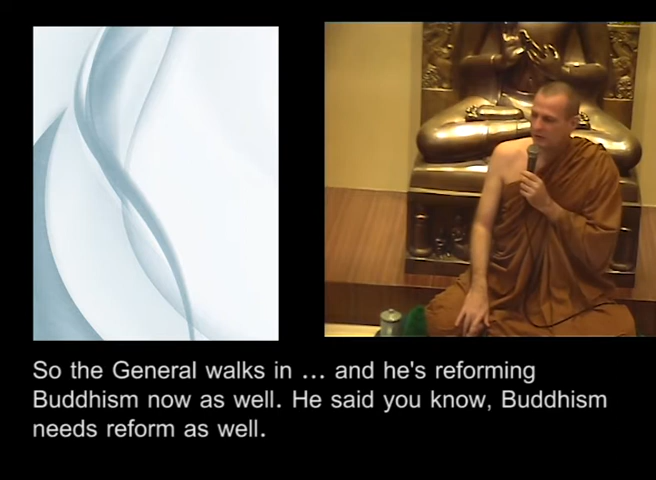 So the General walks in ... and he's reforming
Buddhism now as well. He said you know, Buddhism
needs reform as well.